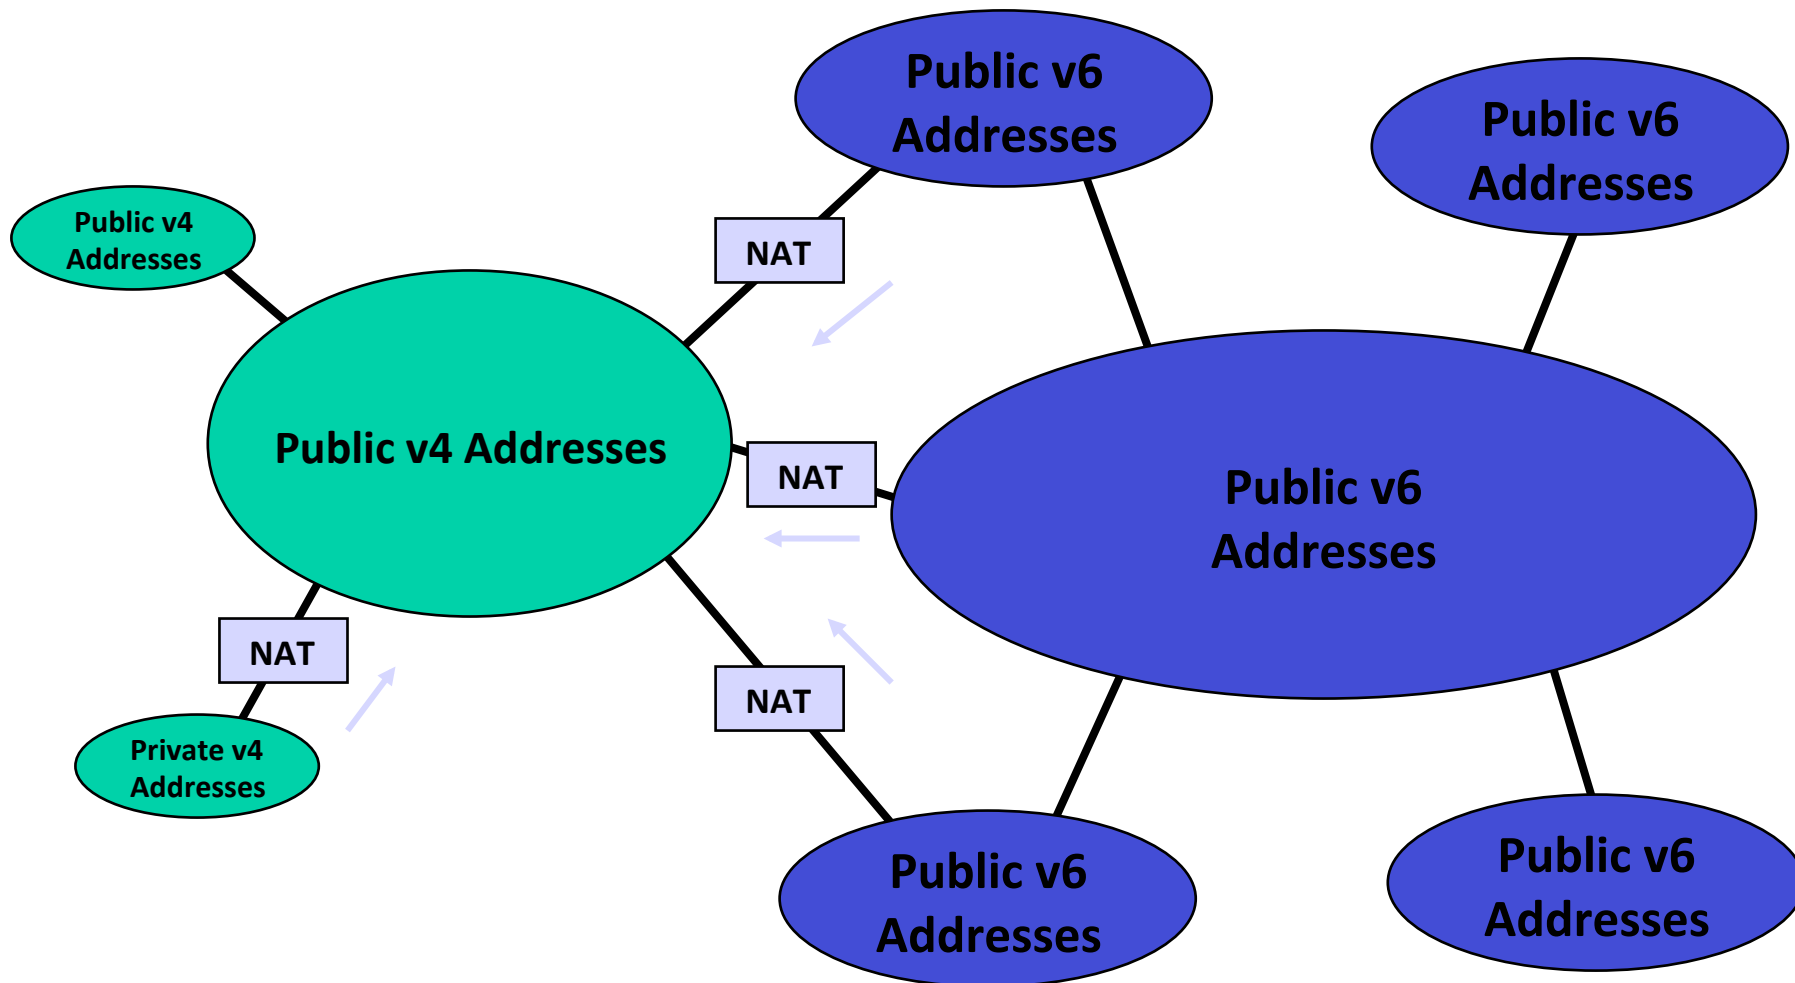 Public v6
Addresses
Public v6
Addresses
Public v4
Addresses
NAT
Public v4 Addresses
NAT
Public v6
Addresses
NAT
NAT
Private v4
Addresses
Public v6
Addresses
Public v6
Addresses